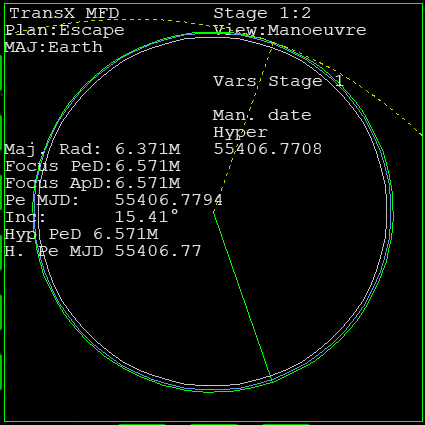 TransX MFD Stage 1:2
Plan:Escape View:Manoeuvre
MAJ:Earth
Vars Stage 1
Man. date
Hyper
Maj. Rad: 6.371M 55406.7708
Focus PeD:6.571M
Focus ApD:6.571M
Pe MJD: 55406.7794
Inc: 15.41°
Hyp PeD 6.571M
H. Pe MJD 55406.77